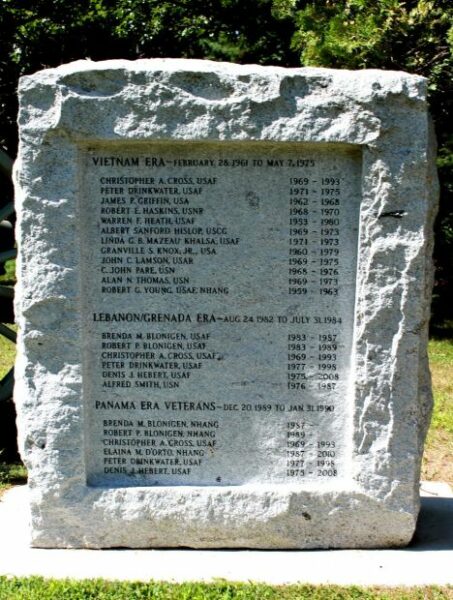 VIETNAM ERA – FEBRUARY 28, 1961 TO MAY 7, 1975
CHRISTOPHER A. CROSS, USAF 1969 – 1993
PETER DRINKWATER, USAF 1971 – 1975
JAMES P. GRIFFIN, USA 1962 – 1968
ROBERT E. HASKINS, USNR 1968 – 1970
WARREN F. HEATH, USAF 1953 – 1980
ALBERT SANFORD HISLOP, USCG 1969 – 1973
LINDA G. B. MAZEAU KHALSA, USAF 1971 – 1973
GRANVILLE S. KNOX, JR., USA 1960 – 1979
JOHN C. LAMSON, USAR 1969 – 1975
C. JOHN PARE, USN 1968 – 1976
ALAN N. THOMAS, USN 1969 – 1973
ROBERT G. YOUNG, USAF, NHANG 1959 – 1963
LEBANON/GRENADA ERA – AUG 24, 1982 TO JULY 31, 1984
BRENDA M. BLONIGEN, USAF 1983 – 1987
ROBERT P. BLONIGEN, USAF 1983 – 1989
CHRISTOPHER A. CROSS, USAF 1969 – 1993
PETER DRINKWATER, USAF 1977 – 1998
DENIS J. HEBERT, USAF 1975 – 2008
ALFRED SMITH, USN 1976 – 1987
PANAMA ERA VETERANS – DEC 20, 1989 TO JAN 31, 1990
BRENDA M. BLONIGEN, NHANG 1987 –
ROBERT P. BLONIGEN, NHANG 1989 –
CHRISTOPHER A. CROSS, USAF 1969 – 1993
ELAINA M. D'ORTO, NHANG 1987 – 2010
PETER DRINKWATER, USAF 1977 – 1998
DENIS J. HEBERT, USAF 1975 – 2008